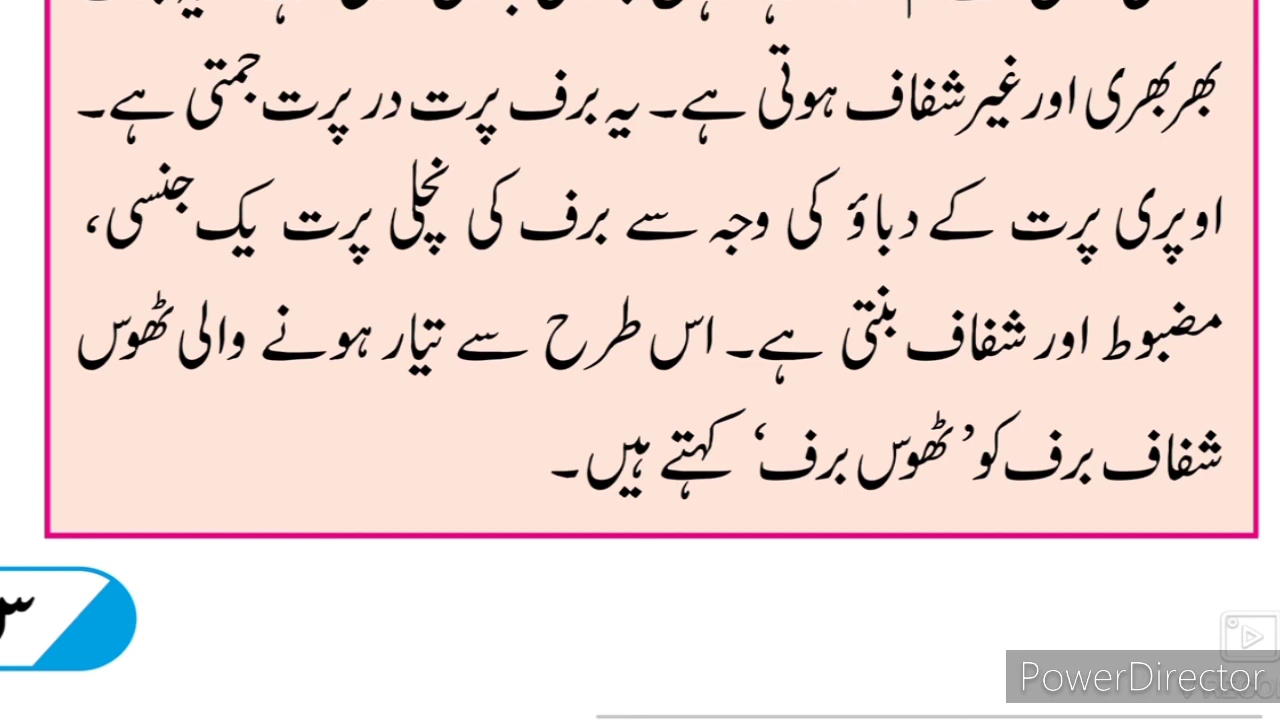 بھربھری اور غیر شفاف ہوتی ہے۔ یہ برف پرت در پرت جمتی ہے۔
اوپری پرت کے دباؤ کی وجہ سے برف کی نچلی پرت یک جنسی،
مضبوط اور شفاف بنتی ہے۔ اس طرح سے تیار ہونے والی ٹھوس
شفاف برف کو ’ٹھوس برف‘ کہتے ہیں۔
PowerDirector